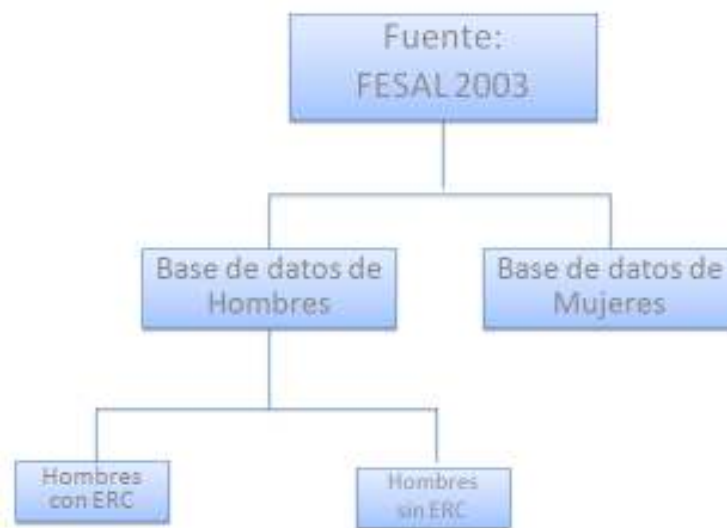 Fuente:
FESAL 2003
Base de datos de
Hombres
Base de datos de
Mujeres
Hombres
con ERC
Hombres
sin ERC